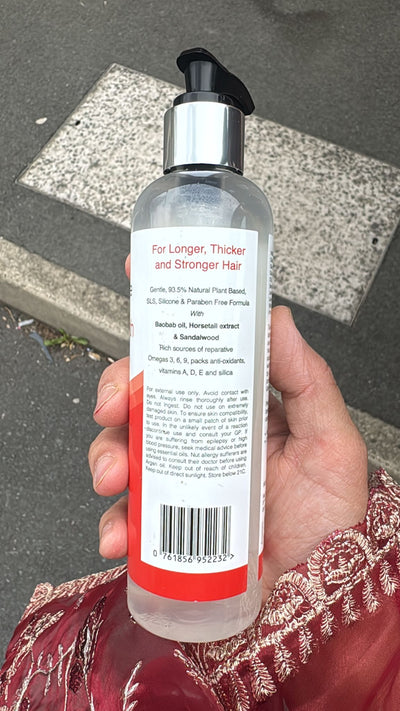 For Longer, Thicker
and Stronger Hair
Gentle, 93.5% Natural Plant Based,
SLS, Silicone & Paraben Free Formula
With
Baobab oil, Horsetail extract
& Sandalwood
Rich sources of reparative
Omegas 3, 6, 9, packs anti-oxidants,
vitamins A, D, E and silica
For external use only. Avoid contact with
eyes. Always rinse thoroughly after use.
Do not ingest. Do not use on extremely
damaged skin. To ensure skin compatibility,
test product on a small patch of skin prior
to use. In the unlikely event of a reaction
discontinue use and consult your GP. If
you are suffering from epilepsy or high
blood pressure, seek medical advice before
using essential oils. Nut allergy sufferers are
advised to consult their doctor before using
Argan oil. Keep out of reach of children.
Keep out of direct sunlight. Store below 21C.
0 761856 952232 >